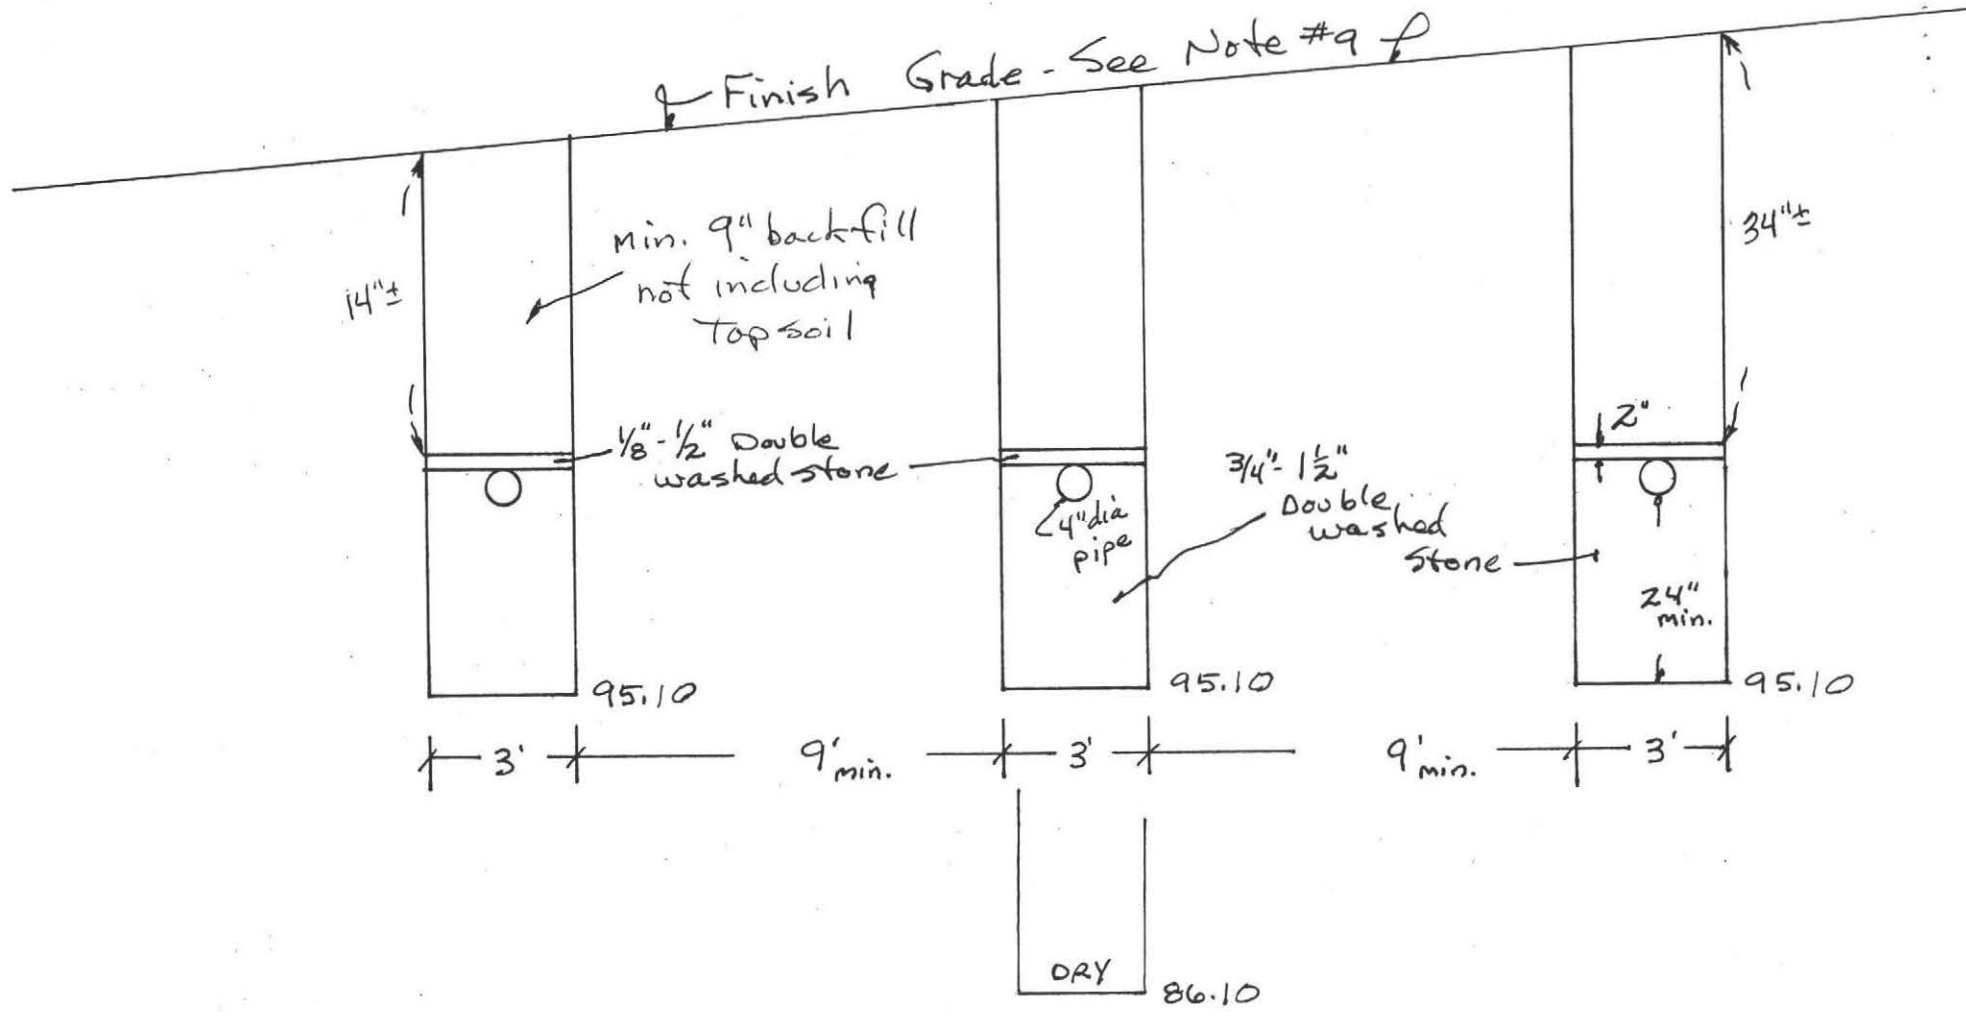 Finish Grade - See Note #9
min. 9" backfill
not including
Topsoil
14"±
34"±
2"
1/8"-1/2" Double
washed stone
3/4"- 1 1/2"
Double
washed
Stone
4" dia
pipe
24"
min.
95.10
95.10
95.10
3'
9' min.
3'
9' min.
3'
DRY
86.10